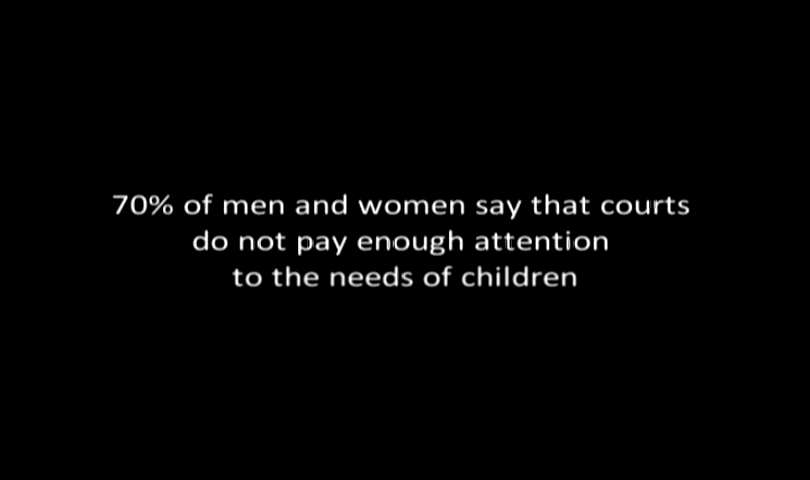 70% of men and women say that courts
do not pay enough attention
to the needs of children